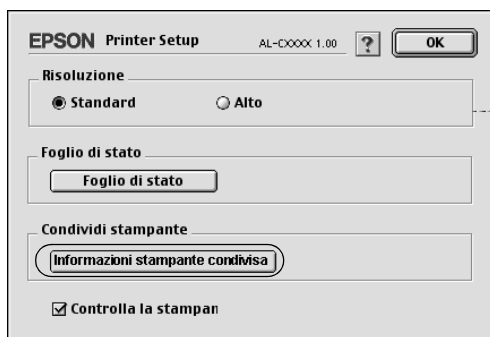 EPSON Printer Setup AL-CXXXX 1.00 ? OK
Risoluzione
Standard Alto
Foglio di stato
Foglio di stato
Condividi stampante
Informazioni stampante condivisa
Controlla la stampan